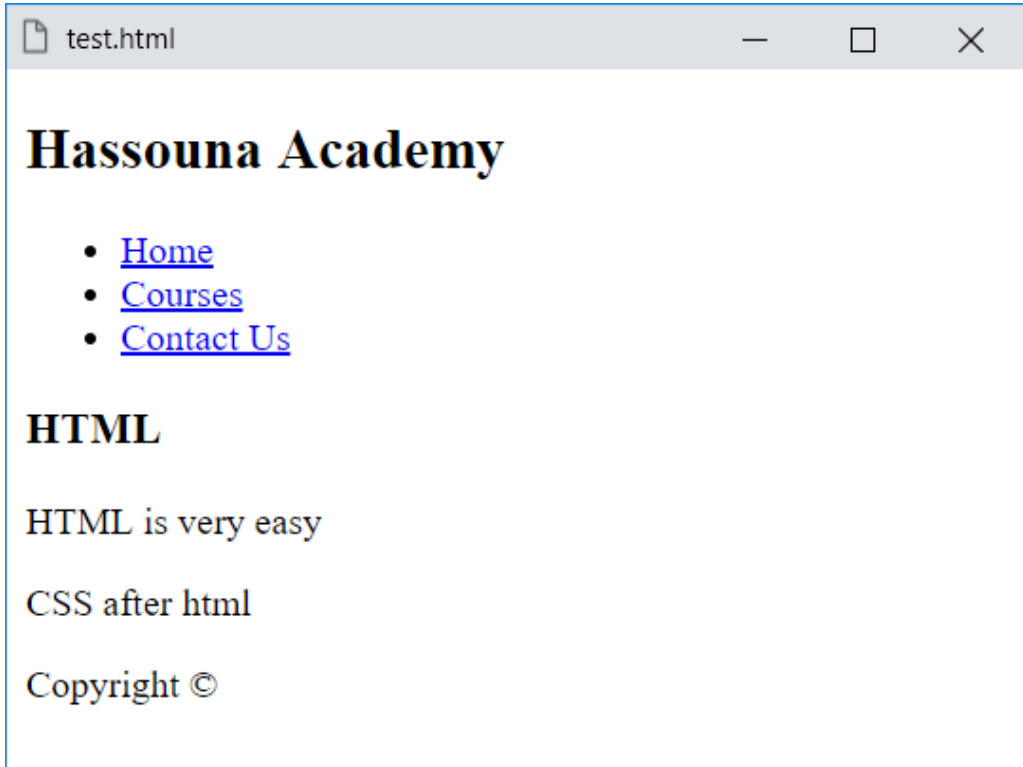 test.html
Hassouna Academy
Home
Courses
Contact Us
HTML
HTML is very easy
CSS after html
Copyright ©